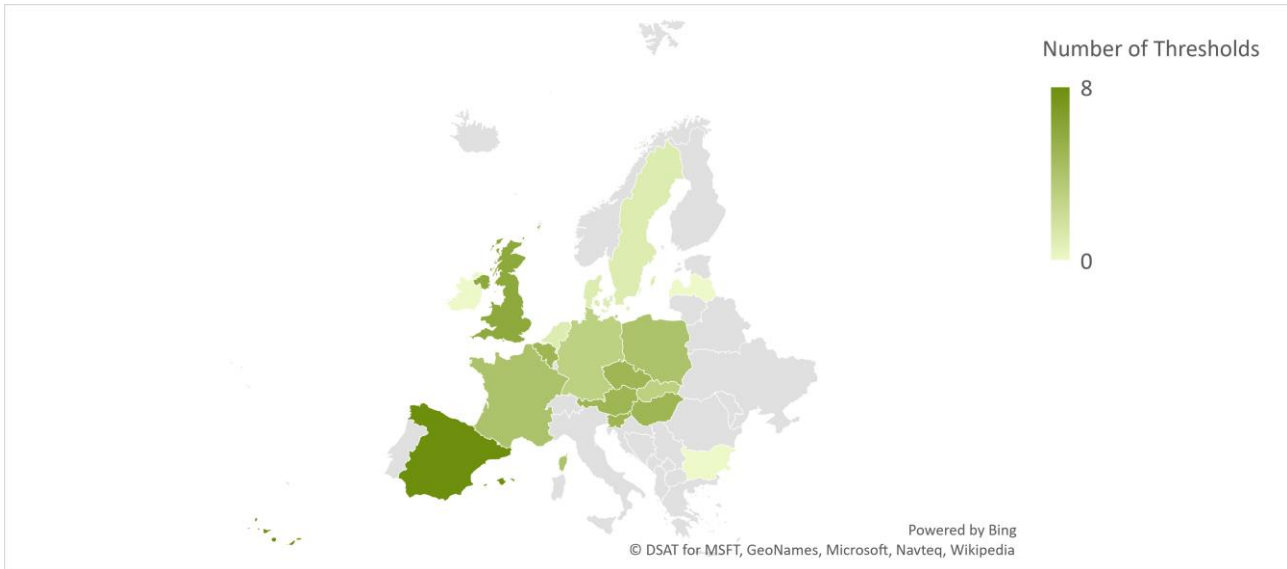 Number of Thresholds
8
0
Powered by Bing
© DSAT for MSFT, GeoNames, Microsoft, Navteq, Wikipedia